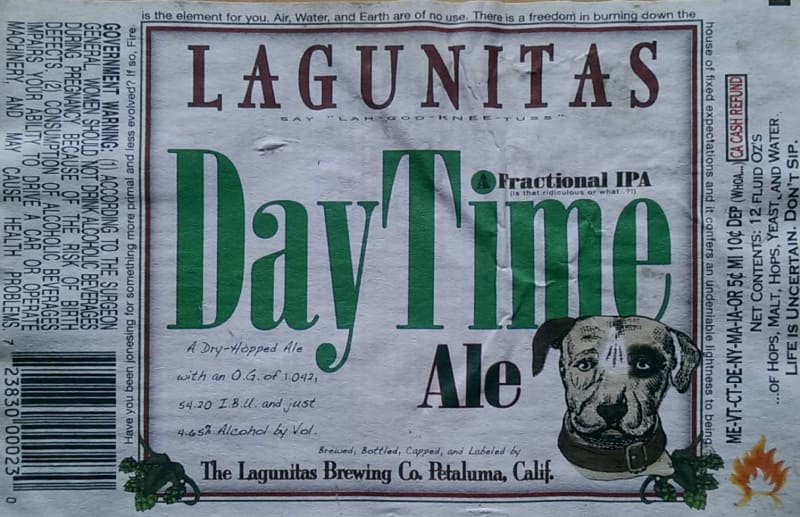 LAGUNITAS
SAY "LAH-GOO-KNEE-TUSS"
DayTime
A Fractional IPA
(is that ridiculous or what..?!)
Ale
A Dry-Hopped Ale
with an O.G. of 1.042,
54.20 I.B.U. and just
4.65% Alcohol by Vol.
Brewed, Bottled, Capped, and Labeled by
The Lagunitas Brewing Co. Petaluma, Calif.
Have you been jonesing for something more primal and less evolved? If so, Fire
is the element for you. Air, Water, and Earth are of no use. There is a freedom in burning down the
house of fixed expectations and it confers an undeniable lightness to being.
GOVERNMENT WARNING: (1) ACCORDING TO THE SURGEON
GENERAL, WOMEN SHOULD NOT DRINK ALCOHOLIC BEVERAGES
DURING PREGNANCY BECAUSE OF THE RISK OF BIRTH
DEFECTS. (2) CONSUMPTION OF ALCOHOLIC BEVERAGES
IMPAIRS YOUR ABILITY TO DRIVE A CAR OR OPERATE
MACHINERY AND MAY CAUSE HEALTH PROBLEMS.
7 23830 00023 0
ME-VT-CT-DE-NY-MA-IA-OR 5¢ MI 10¢ DEP (WHOA... CA CASH REFUND
NET CONTENTS: 12 FLUID OZ'S
...OF HOPS, MALT, HOPS, YEAST, AND WATER.
LIFE IS UNCERTAIN. DON'T SIP.